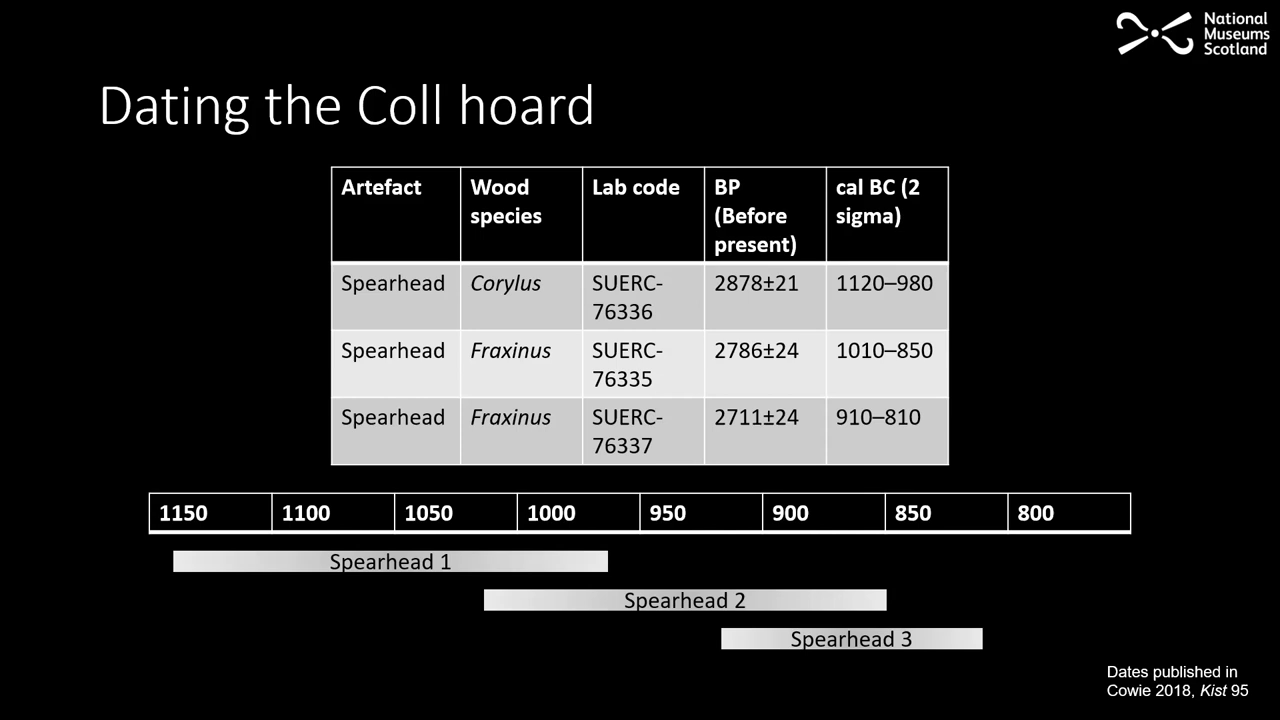 National
Museums
Scotland
Dating the Coll hoard
Artefact
Wood
species
Lab code
BP
(Before
present)
cal BC (2
sigma)
Spearhead
Corylus
SUERC-
76336
2878±21
1120–980
Spearhead
Fraxinus
SUERC-
76335
2786±24
1010–850
Spearhead
Fraxinus
SUERC-
76337
2711±24
910–810
1150 1100 1050 1000 950 900 850 800
Spearhead 1
Spearhead 2
Spearhead 3
Dates published in
Cowie 2018, Kist 95